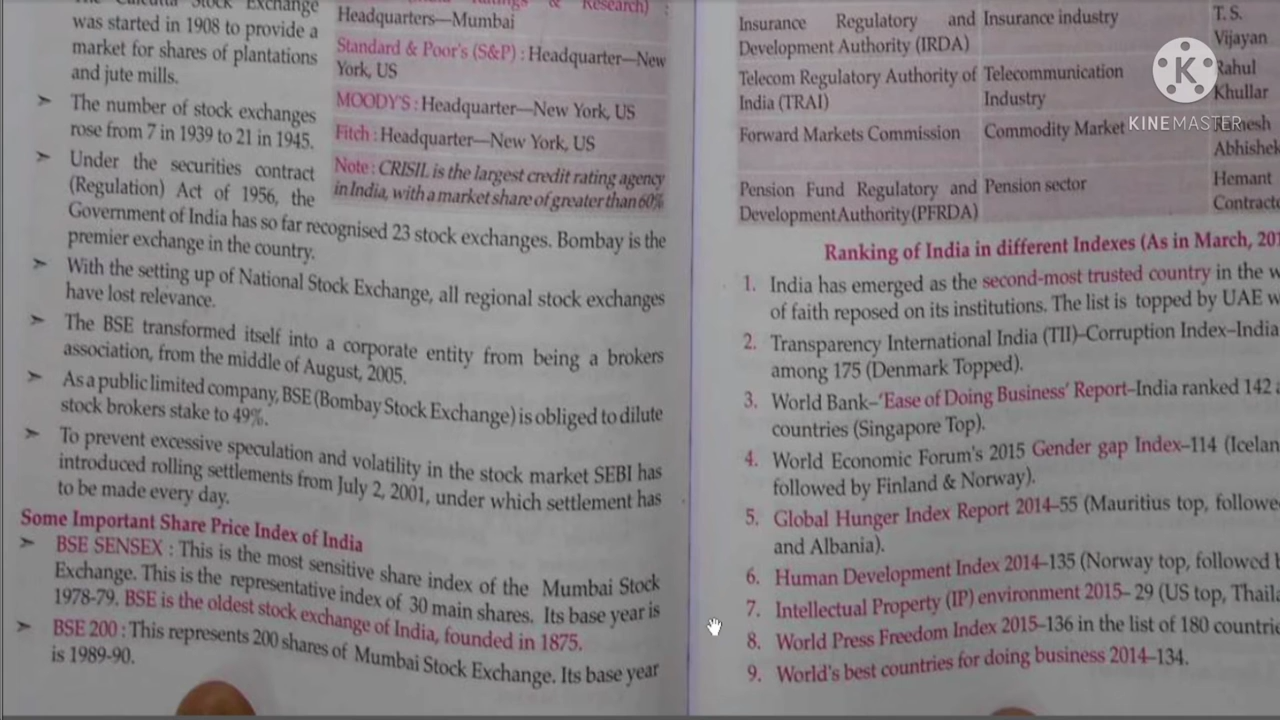 The Calcutta Stock Exchange
was started in 1908 to provide a
market for shares of plantations
and jute mills.
➤ The number of stock exchanges
rose from 7 in 1939 to 21 in 1945.
➤ Under the securities contract
(Regulation) Act of 1956, the
Government of India has so far recognised 23 stock exchanges. Bombay is the
premier exchange in the country.
➤ With the setting up of National Stock Exchange, all regional stock exchanges
have lost relevance.
➤ The BSE transformed itself into a corporate entity from being a brokers
association, from the middle of August, 2005.
➤ As a public limited company, BSE (Bombay Stock Exchange) is obliged to dilute
stock brokers stake to 49%.
➤ To prevent excessive speculation and volatility in the stock market SEBI has
introduced rolling settlements from July 2, 2001, under which settlement has
to be made every day.
Some Important Share Price Index of India
➤ BSE SENSEX : This is the most sensitive share index of the Mumbai Stock
Exchange. This is the representative index of 30 main shares. Its base year is
1978-79. BSE is the oldest stock exchange of India, founded in 1875.
➤ BSE 200 : This represents 200 shares of Mumbai Stock Exchange. Its base year
is 1989-90.
Ratings & Research) :
Headquarters—Mumbai
Standard & Poor's (S&P) : Headquarter—New
York, US
MOODY'S : Headquarter—New York, US
Fitch : Headquarter—New York, US
Note : CRISIL is the largest credit rating agency
in India, with a market share of greater than 60%
Insurance Regulatory and Insurance industry T. S.
Development Authority (IRDA) Vijayan
Telecom Regulatory Authority of Telecommunication Rahul
India (TRAI) Industry Khullar
Forward Markets Commission Commodity Market
Abhishek
Pension Fund Regulatory and Pension sector Hemant
Development Authority (PFRDA)
Ranking of India in different Indexes (As in March,
1. India has emerged as the second-most trusted country in the
of faith reposed on its institutions. The list is topped by UAE
2. Transparency International India (TII)–Corruption Index–India
among 175 (Denmark Topped).
3. World Bank–'Ease of Doing Business' Report–India ranked 142
countries (Singapore Top).
4. World Economic Forum's 2015 Gender gap Index–114
followed by Finland & Norway).
5. Global Hunger Index Report 2014–55 (Mauritius top,
and Albania).
6. Human Development Index 2014–135 (Norway top, followed
7. Intellectual Property (IP) environment 2015– 29 (US top,
8. World Press Freedom Index 2015–136 in the list of 180
9. World's best countries for doing business 2014–134.
K
KINEMASTER